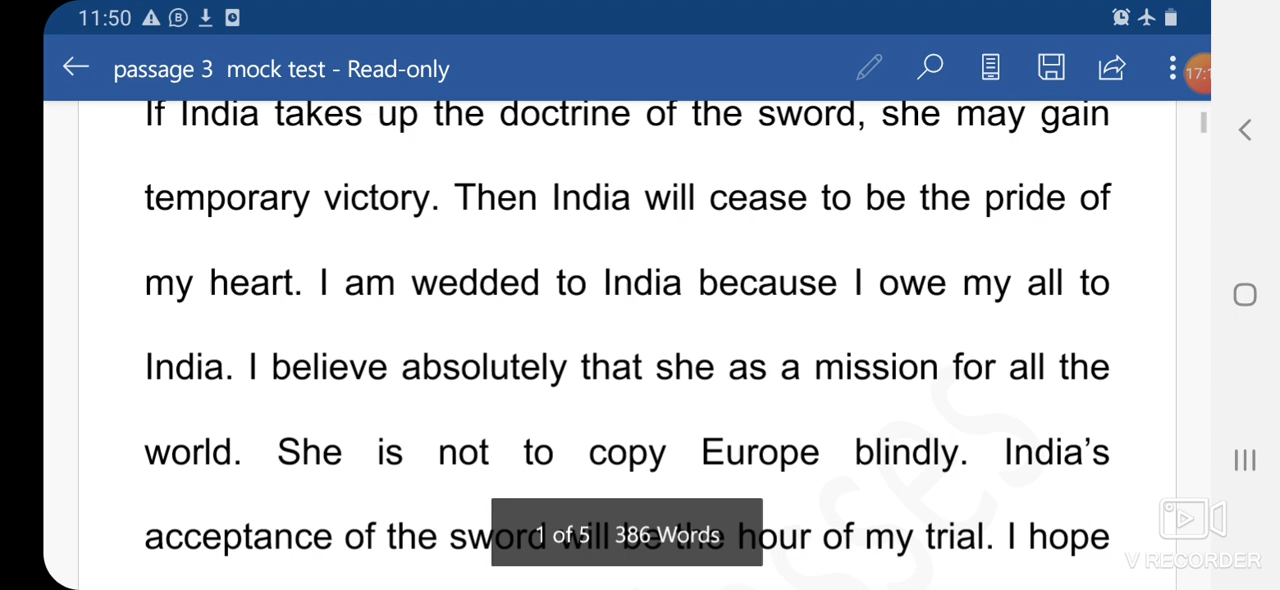 11:50
passage 3 mock test - Read-only
17:1
If India takes up the doctrine of the sword, she may gain
temporary victory. Then India will cease to be the pride of
my heart. I am wedded to India because I owe my all to
India. I believe absolutely that she as a mission for all the
world. She is not to copy Europe blindly. India's
acceptance of the sword will be the hour of my trial. I hope
1 of 5 386 Words
V RECORDER